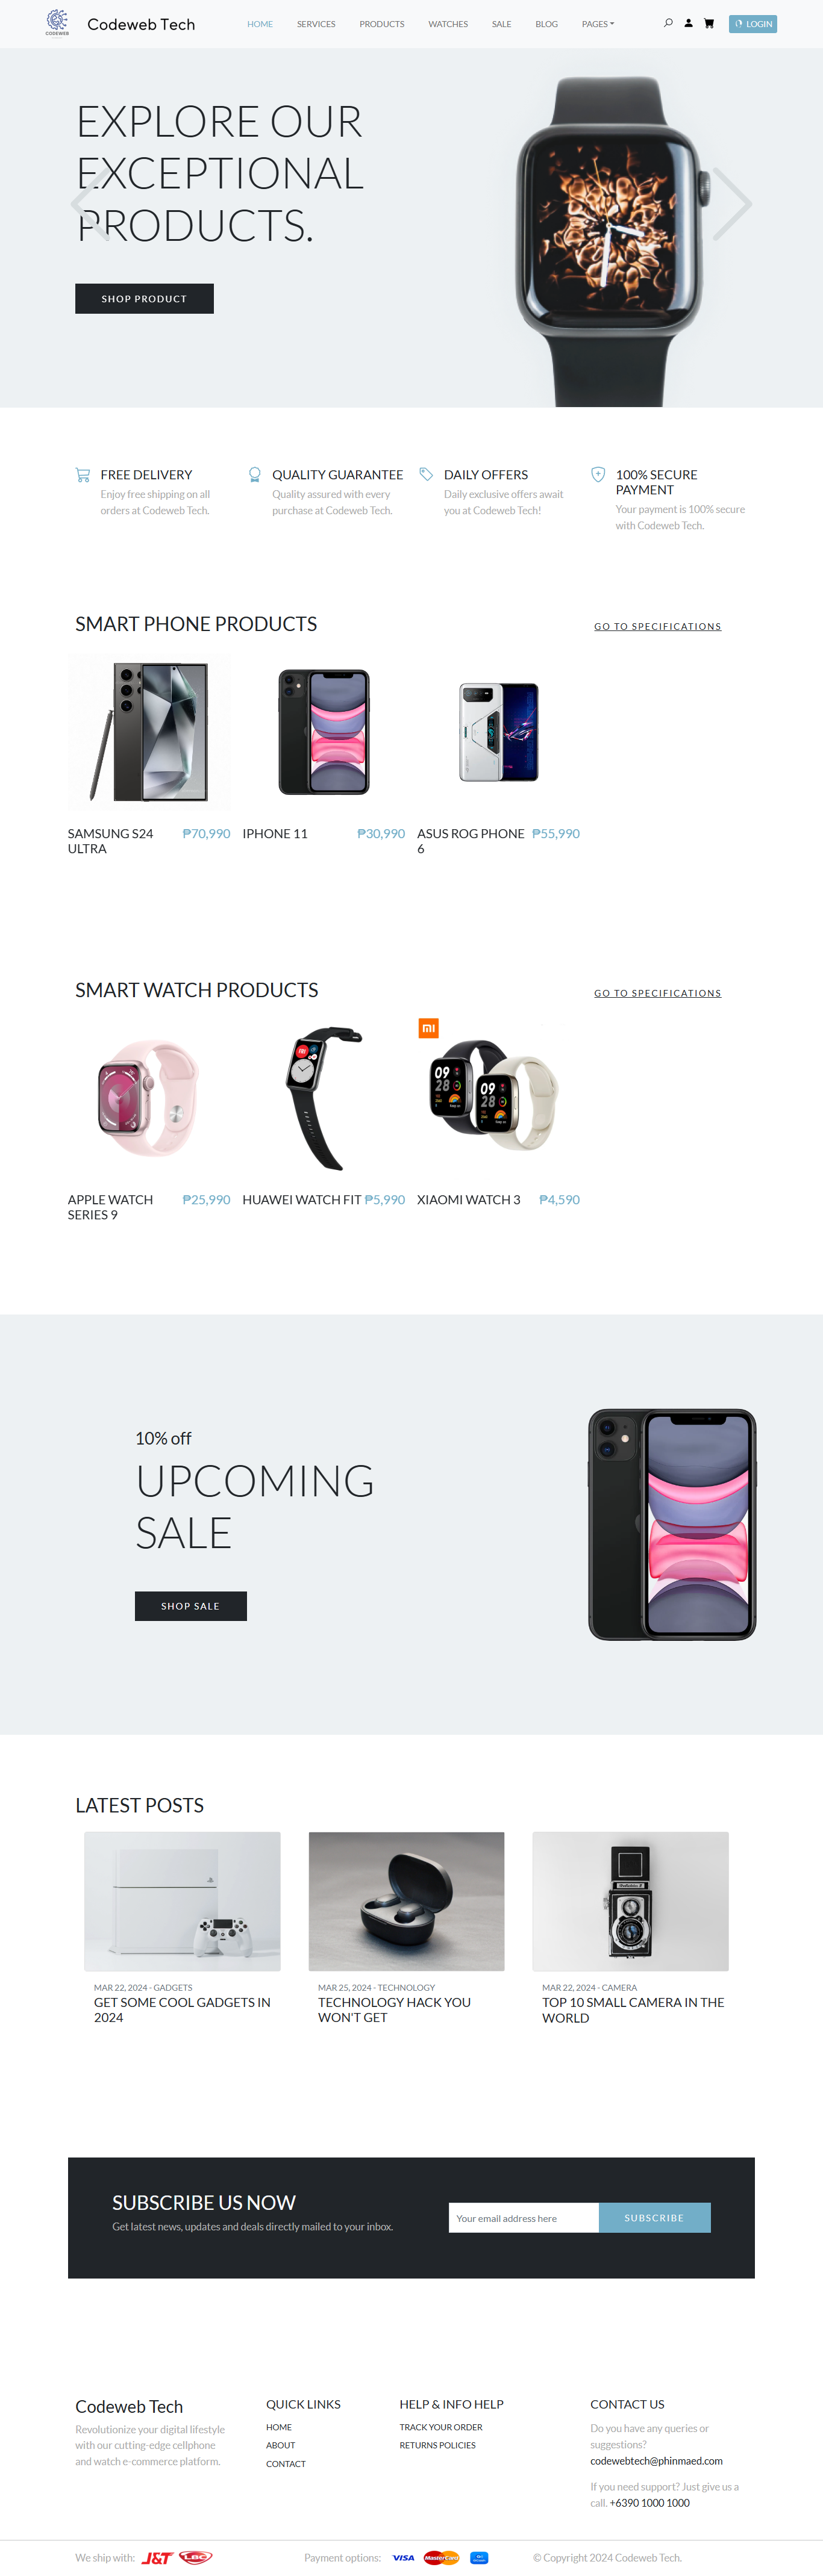 CODEWEB
Codeweb Tech
HOME SERVICES PRODUCTS WATCHES SALE BLOG PAGES
LOGIN
EXPLORE OUR
EXCEPTIONAL
PRODUCTS.
SHOP PRODUCT
FREE DELIVERY
Enjoy free shipping on all
orders at Codeweb Tech.
QUALITY GUARANTEE
Quality assured with every
purchase at Codeweb Tech.
DAILY OFFERS
Daily exclusive offers await
you at Codeweb Tech!
100% SECURE
PAYMENT
Your payment is 100% secure
with Codeweb Tech.
SMART PHONE PRODUCTS
GO TO SPECIFICATIONS
SAMSUNG S24
ULTRA
₱70,990
IPHONE 11
₱30,990
ASUS ROG PHONE
6
₱55,990
SMART WATCH PRODUCTS
GO TO SPECIFICATIONS
mi
09
28
09
28
APPLE WATCH
SERIES 9
₱25,990
HUAWEI WATCH FIT
₱5,990
XIAOMI WATCH 3
₱4,590
10% off
UPCOMING
SALE
SHOP SALE
LATEST POSTS
MAR 22, 2024 - GADGETS
GET SOME COOL GADGETS IN
2024
MAR 25, 2024 - TECHNOLOGY
TECHNOLOGY HACK YOU
WON'T GET
MAR 22, 2024 - CAMERA
TOP 10 SMALL CAMERA IN THE
WORLD
SUBSCRIBE US NOW
Get latest news, updates and deals directly mailed to your inbox.
Your email address here
SUBSCRIBE
Codeweb Tech
Revolutionize your digital lifestyle
with our cutting-edge cellphone
and watch e-commerce platform.
QUICK LINKS
HOME
ABOUT
CONTACT
HELP & INFO HELP
TRACK YOUR ORDER
RETURNS POLICIES
CONTACT US
Do you have any queries or
suggestions?
codewebtech@phinmaed.com
If you need support? Just give us a
call. +6390 1000 1000
We ship with: J&T LBC
Payment options: VISA MasterCard
© Copyright 2024 Codeweb Tech.